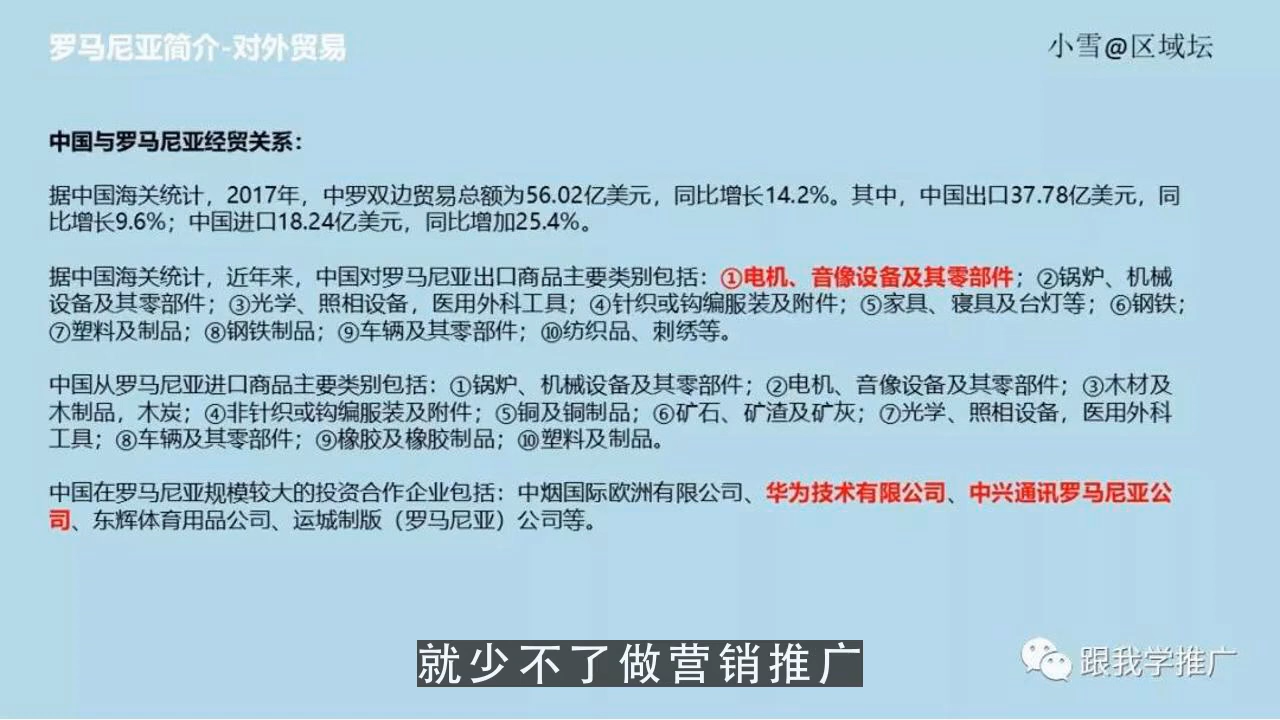 罗马尼亚简介-对外贸易
小雪@区域坛
中国与罗马尼亚经贸关系：
据中国海关统计，2017年，中罗双边贸易总额为56.02亿美元，同比增长14.2%。其中，中国出口37.78亿美元，同
比增长9.6%；中国进口18.24亿美元，同比增加25.4%。
据中国海关统计，近年来，中国对罗马尼亚出口商品主要类别包括：①电机、音像设备及其零部件；②锅炉、机械
设备及其零部件；③光学、照相设备，医用外科工具；④针织或钩编服装及附件；⑤家具、寝具及台灯等；⑥钢铁；
⑦塑料及制品；⑧钢铁制品；⑨车辆及其零部件；⑩纺织品、刺绣等。
中国从罗马尼亚进口商品主要类别包括：①锅炉、机械设备及其零部件；②电机、音像设备及其零部件；③木材及
木制品，木炭；④非针织或钩编服装及附件；⑤铜及铜制品；⑥矿石、矿渣及矿灰；⑦光学、照相设备，医用外科
工具；⑧车辆及其零部件；⑨橡胶及橡胶制品；⑩塑料及制品。
中国在罗马尼亚规模较大的投资合作企业包括：中烟国际欧洲有限公司、华为技术有限公司、中兴通讯罗马尼亚公
司、东辉体育用品公司、运城制版（罗马尼亚）公司等。
就少不了做营销推广
跟我学推广